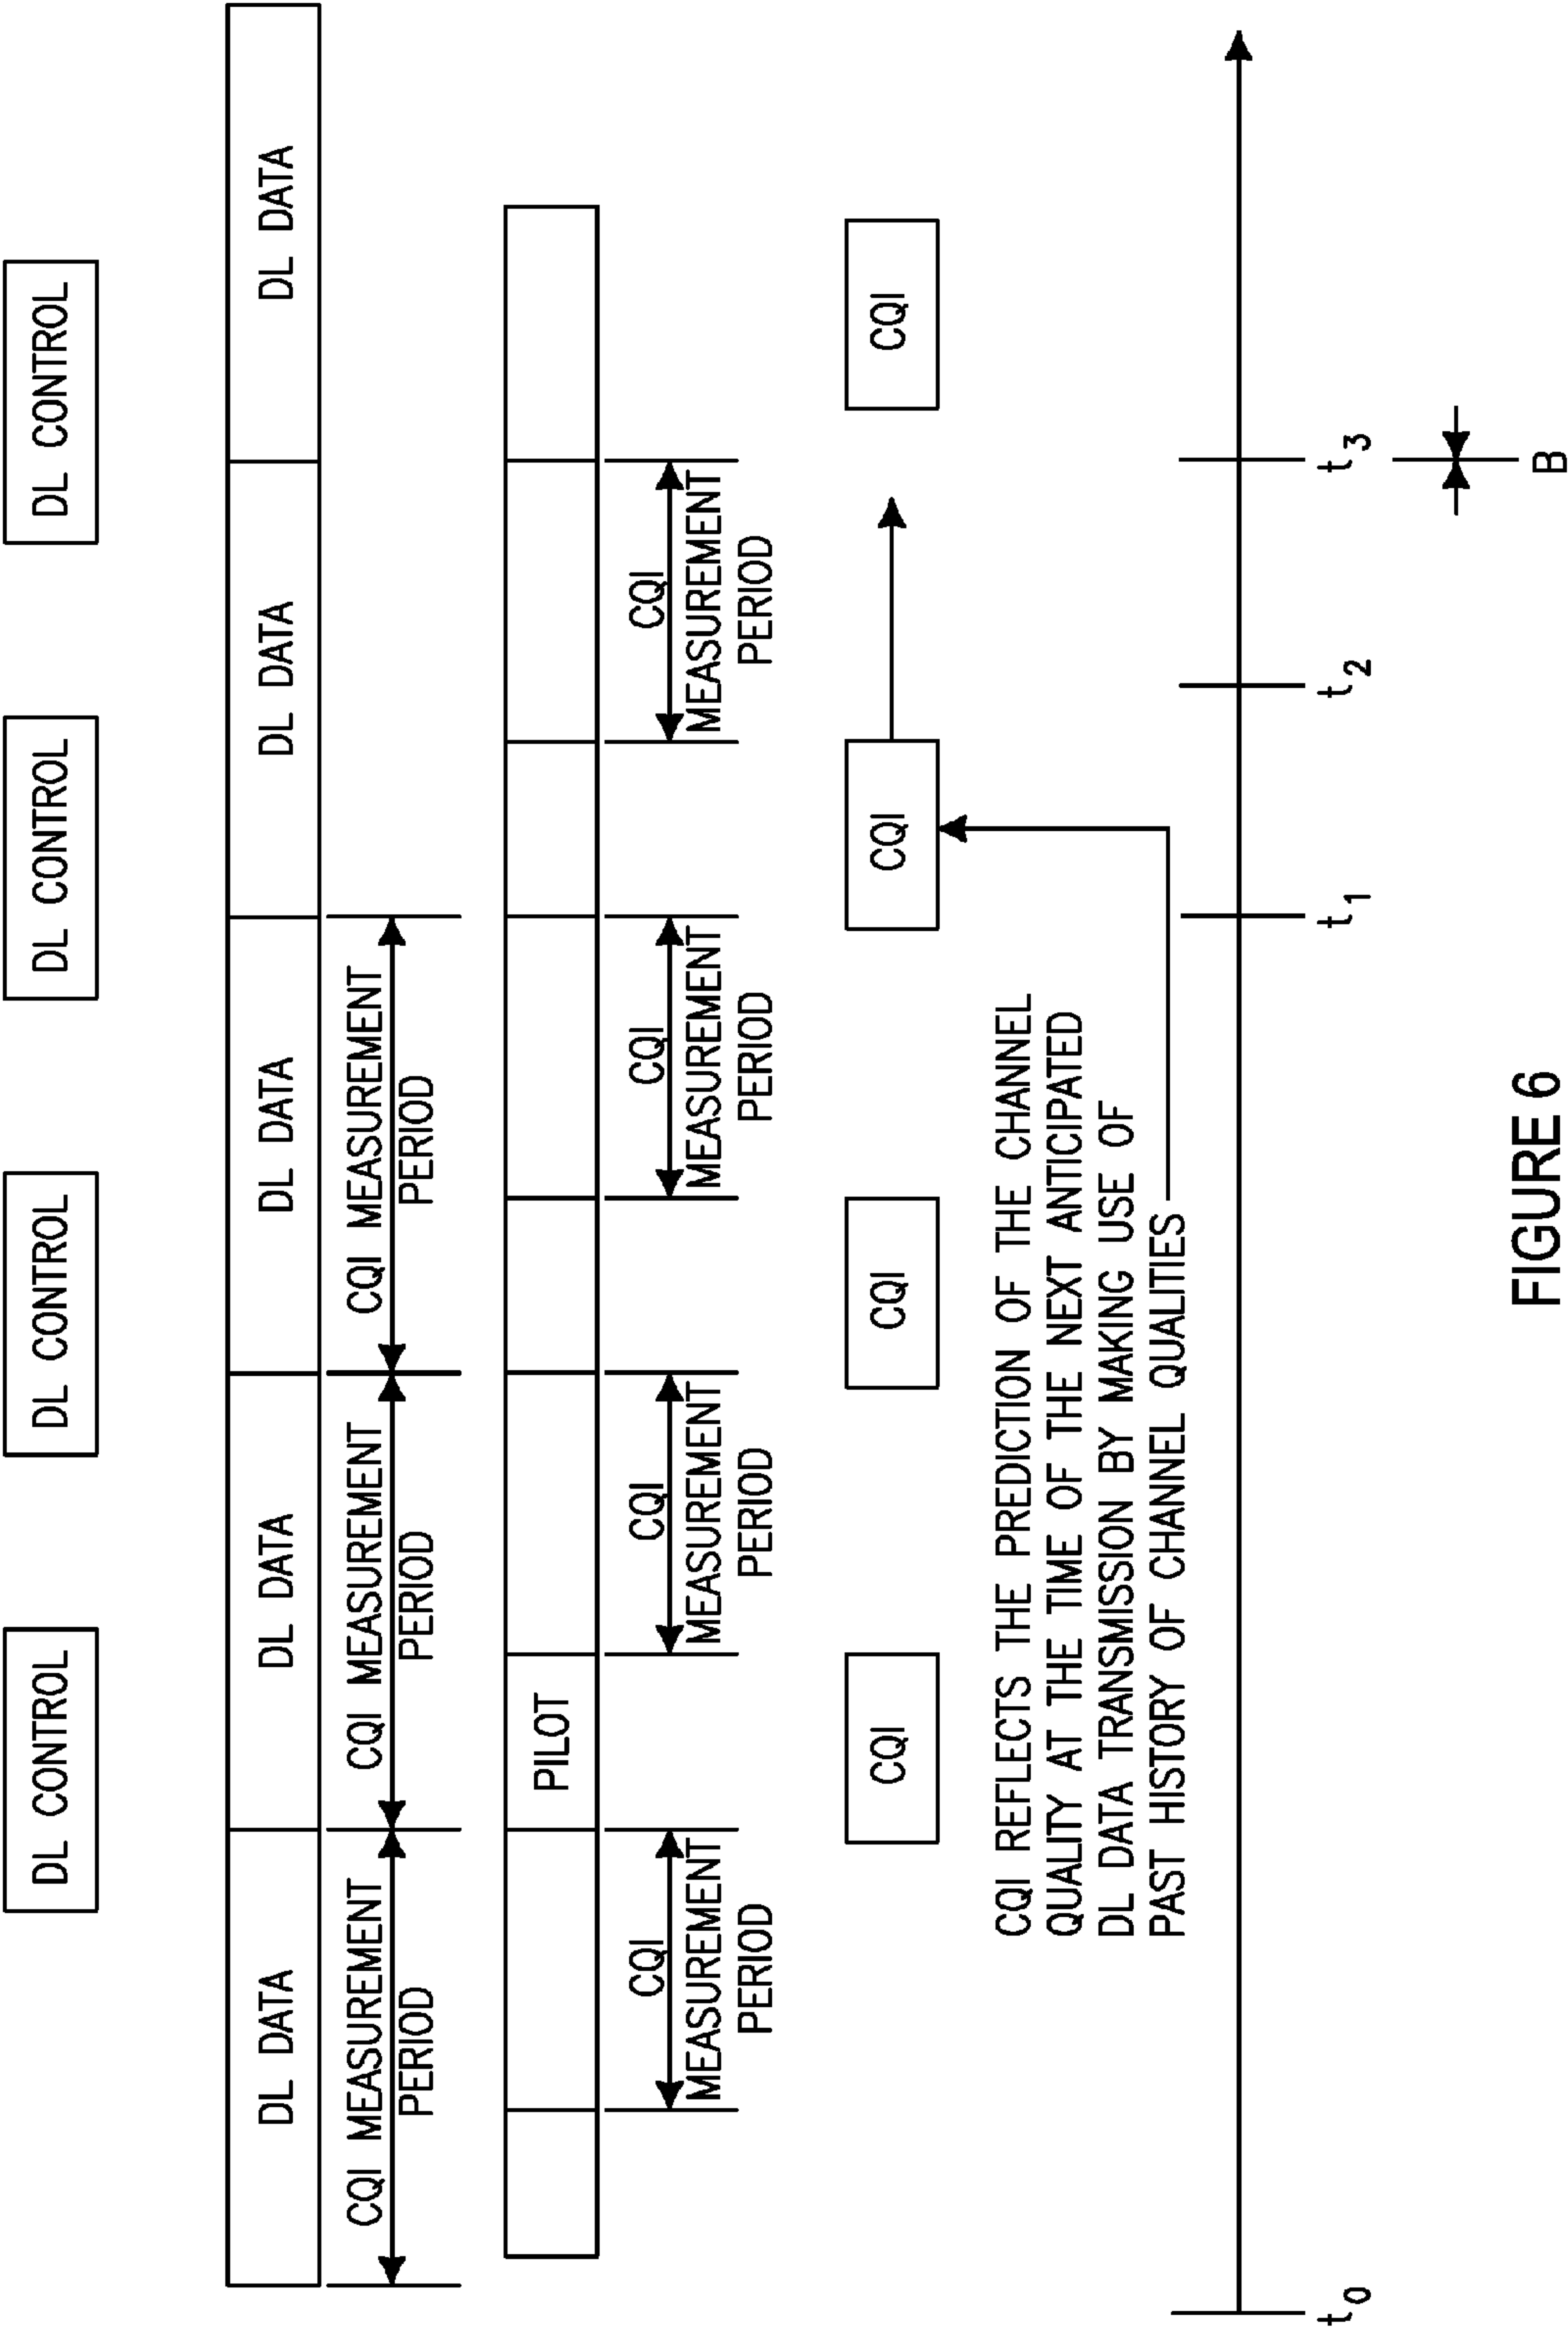 DL CONTROL
DL CONTROL
DL CONTROL
DL CONTROL
DL DATA
DL DATA
DL DATA
DL DATA
DL DATA
CQI MEASUREMENT
PERIOD
CQI MEASUREMENT
PERIOD
CQI MEASUREMENT
PERIOD
PILOT
CQI
MEASUREMENT
PERIOD
CQI
MEASUREMENT
PERIOD
CQI
MEASUREMENT
PERIOD
CQI
MEASUREMENT
PERIOD
CQI
CQI
CQI
CQI
CQI REFLECTS THE PREDICTION OF THE CHANNEL
QUALITY AT THE TIME OF THE NEXT ANTICIPATED
DL DATA TRANSMISSION BY MAKING USE OF
PAST HISTORY OF CHANNEL QUALITIES
t0
t1
t2
t3
B
FIGURE 6